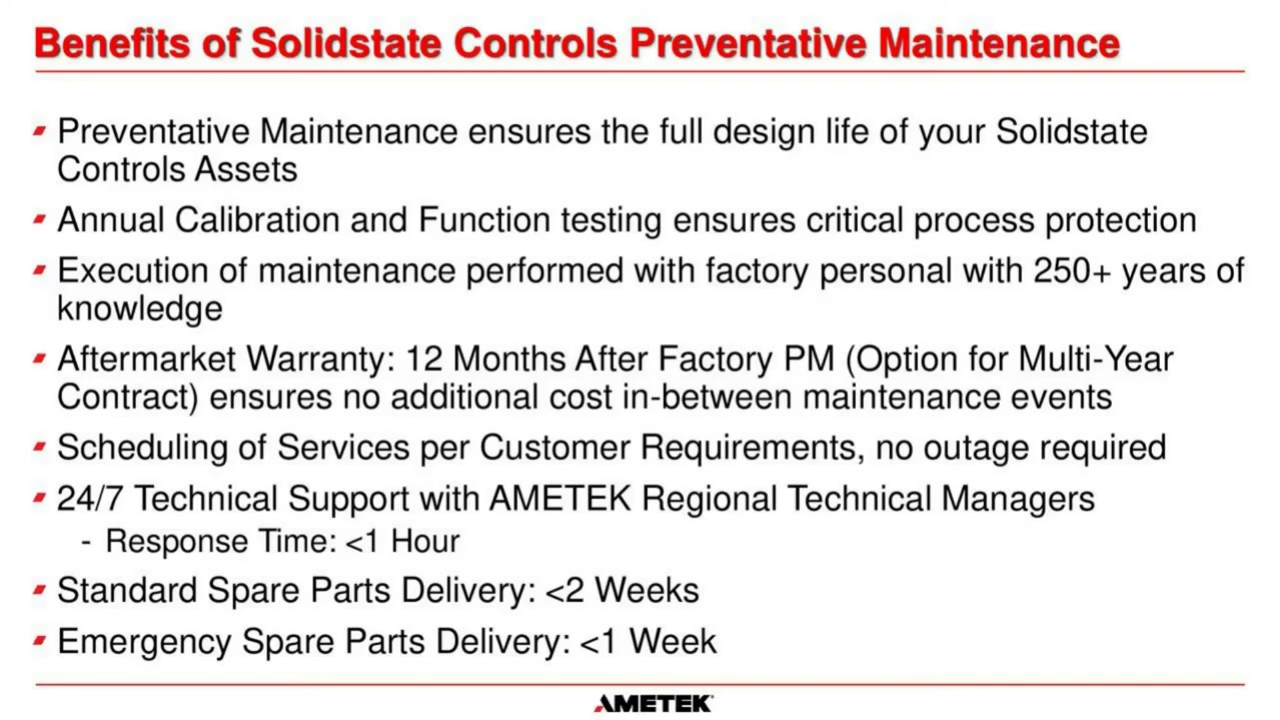 Benefits of Solidstate Controls Preventative Maintenance
Preventative Maintenance ensures the full design life of your Solidstate
Controls Assets
Annual Calibration and Function testing ensures critical process protection
Execution of maintenance performed with factory personal with 250+ years of
knowledge
Aftermarket Warranty: 12 Months After Factory PM (Option for Multi-Year
Contract) ensures no additional cost in-between maintenance events
Scheduling of Services per Customer Requirements, no outage required
24/7 Technical Support with AMETEK Regional Technical Managers
- Response Time: <1 Hour
Standard Spare Parts Delivery: <2 Weeks
Emergency Spare Parts Delivery: <1 Week
AMETEK